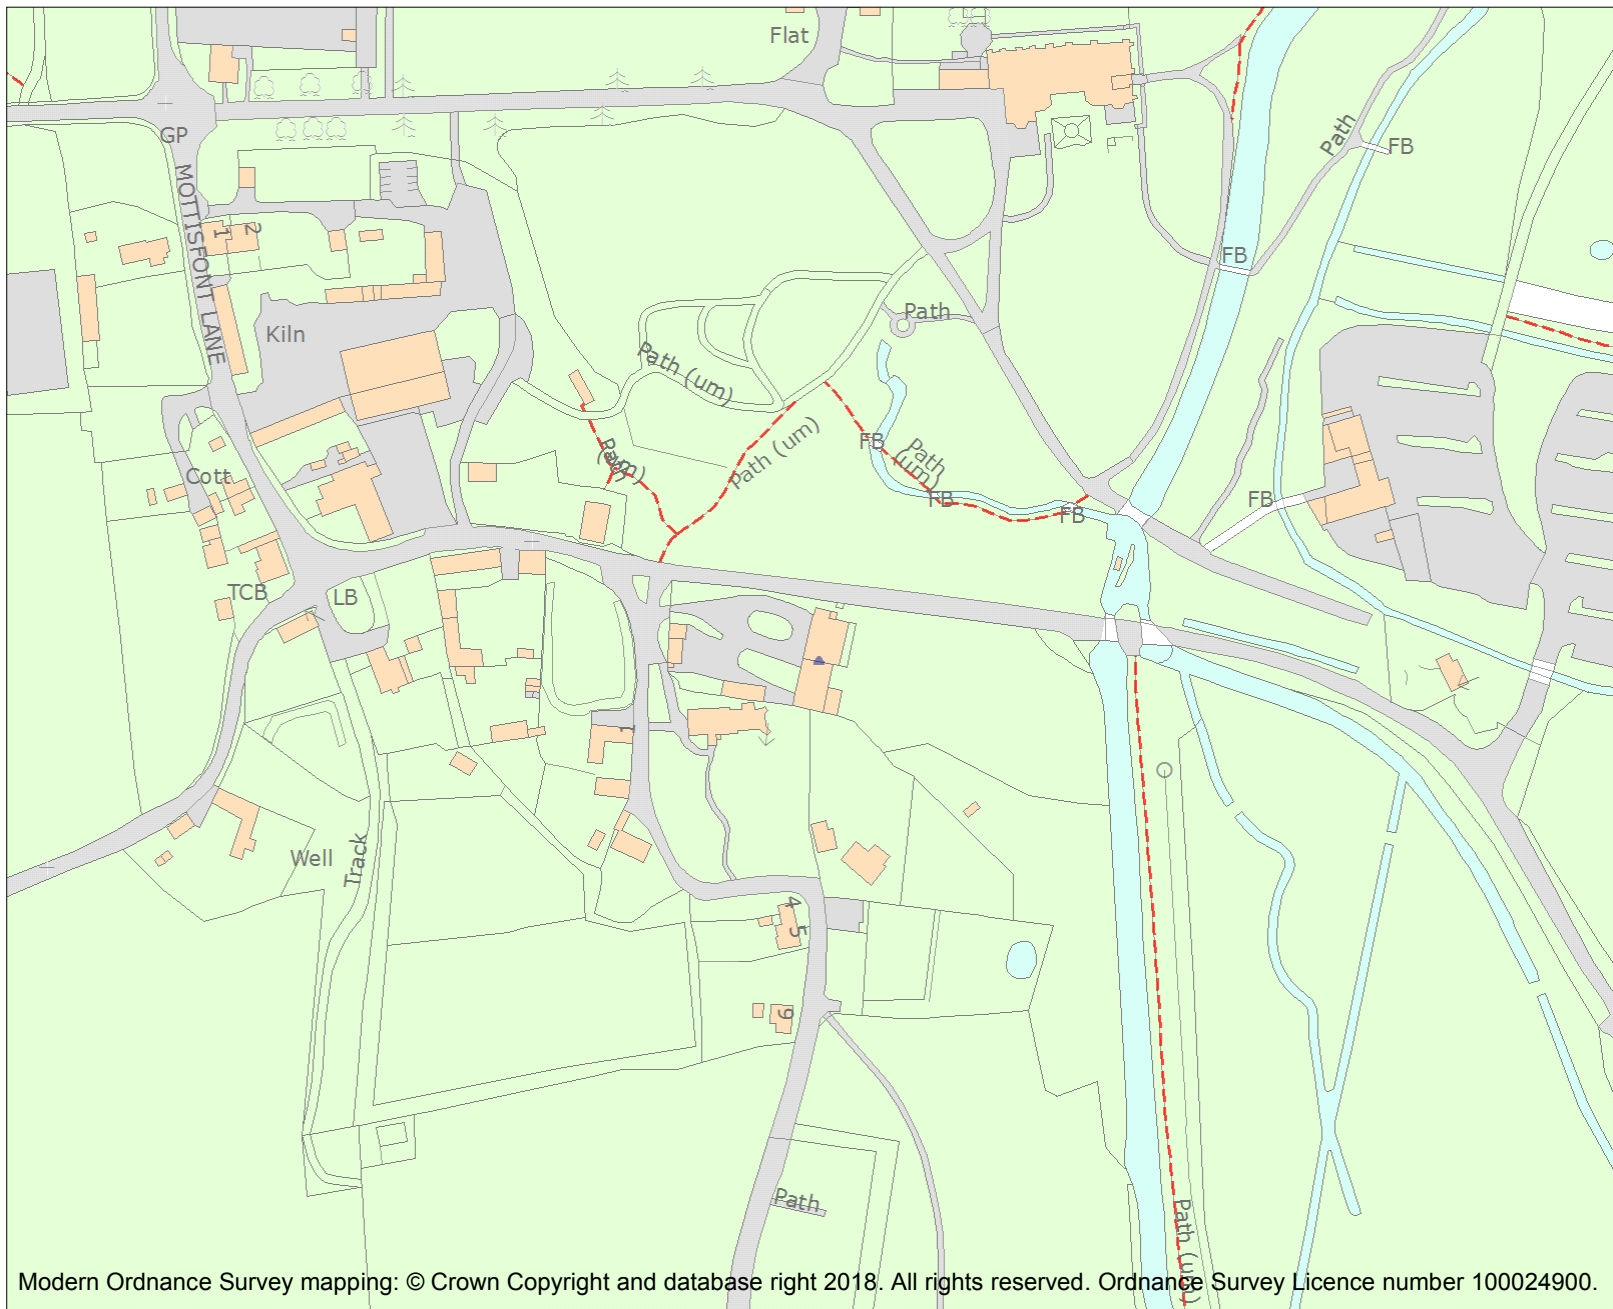 Flat
GP
Path
FB
MOTTISFONT LANE
1
2
FB
Path
Kiln
Path (um)
Path (um)
Path (um)
FB
Path (um)
Cott
FB
FB
FB
TCB
LB
1
Well
Track
4
5
6
Path
Path (um)
Modern Ordnance Survey mapping: © Crown Copyright and database right 2018. All rights reserved. Ordnance Survey Licence number 100024900.